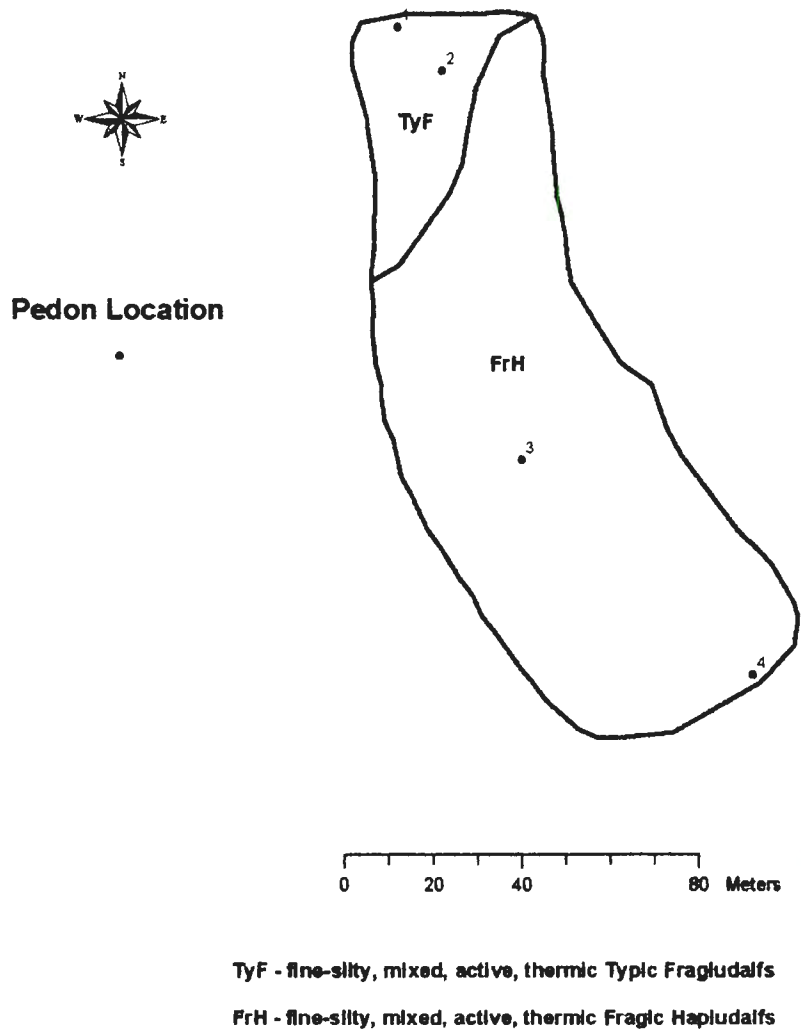 1
2
N
W E
S
TyF
Pedon Location
FrH
3
4
0 20 40 80 Meters
TyF - fine-silty, mixed, active, thermic Typic Fragiudalfs
FrH - fine-silty, mixed, active, thermic Fragic Hapludalfs